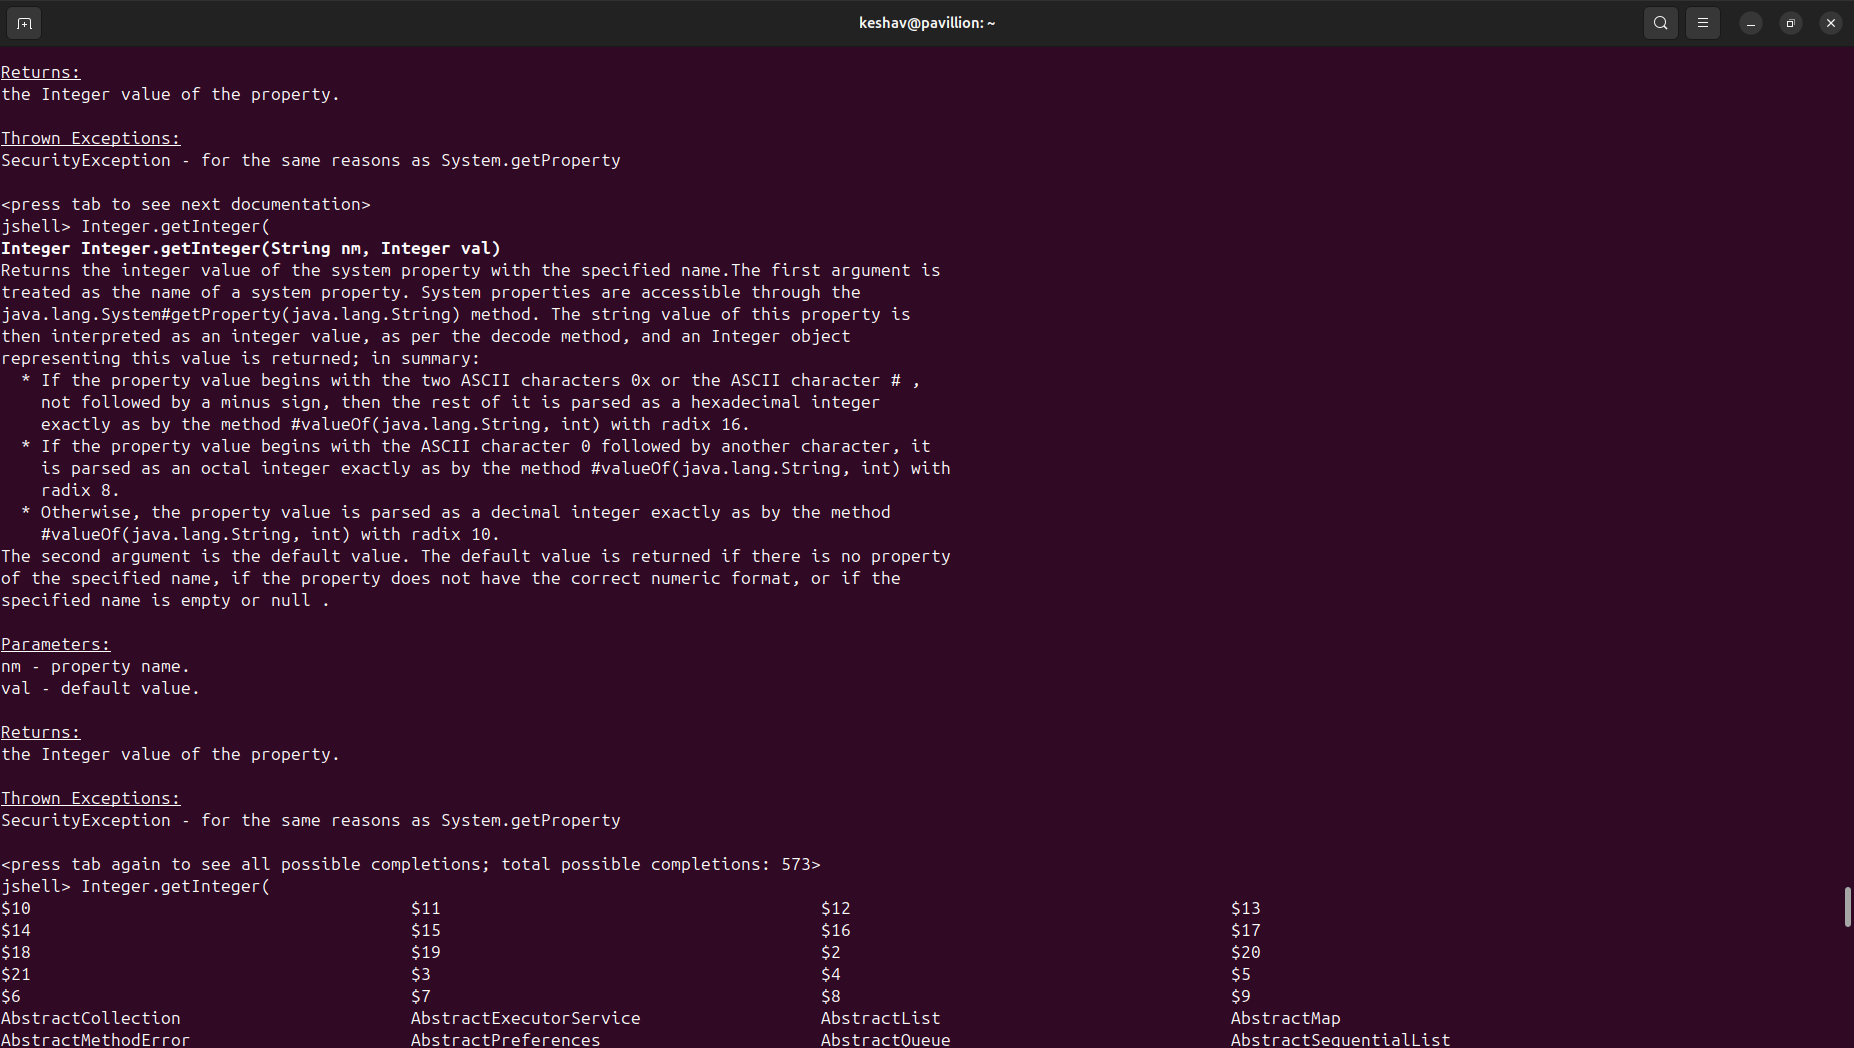 keshav@pavillion: ~
Returns:
the Integer value of the property.
Thrown Exceptions:
SecurityException - for the same reasons as System.getProperty
<press tab to see next documentation>
jshell> Integer.getInteger(
Integer Integer.getInteger(String nm, Integer val)
Returns the integer value of the system property with the specified name.The first argument is
treated as the name of a system property. System properties are accessible through the
java.lang.System#getProperty(java.lang.String) method. The string value of this property is
then interpreted as an integer value, as per the decode method, and an Integer object
representing this value is returned; in summary:
  * If the property value begins with the two ASCII characters 0x or the ASCII character # ,
    not followed by a minus sign, then the rest of it is parsed as a hexadecimal integer
    exactly as by the method #valueOf(java.lang.String, int) with radix 16.
  * If the property value begins with the ASCII character 0 followed by another character, it
    is parsed as an octal integer exactly as by the method #valueOf(java.lang.String, int) with
    radix 8.
  * Otherwise, the property value is parsed as a decimal integer exactly as by the method
    #valueOf(java.lang.String, int) with radix 10.
The second argument is the default value. The default value is returned if there is no property
of the specified name, if the property does not have the correct numeric format, or if the
specified name is empty or null .
Parameters:
nm - property name.
val - default value.
Returns:
the Integer value of the property.
Thrown Exceptions:
SecurityException - for the same reasons as System.getProperty
<press tab again to see all possible completions; total possible completions: 573>
jshell> Integer.getInteger(
$10 $11 $12 $13
$14 $15 $16 $17
$18 $19 $2 $20
$21 $3 $4 $5
$6 $7 $8 $9
AbstractCollection AbstractExecutorService AbstractList AbstractMap
AbstractMethodError AbstractPreferences AbstractQueue AbstractSequentialList